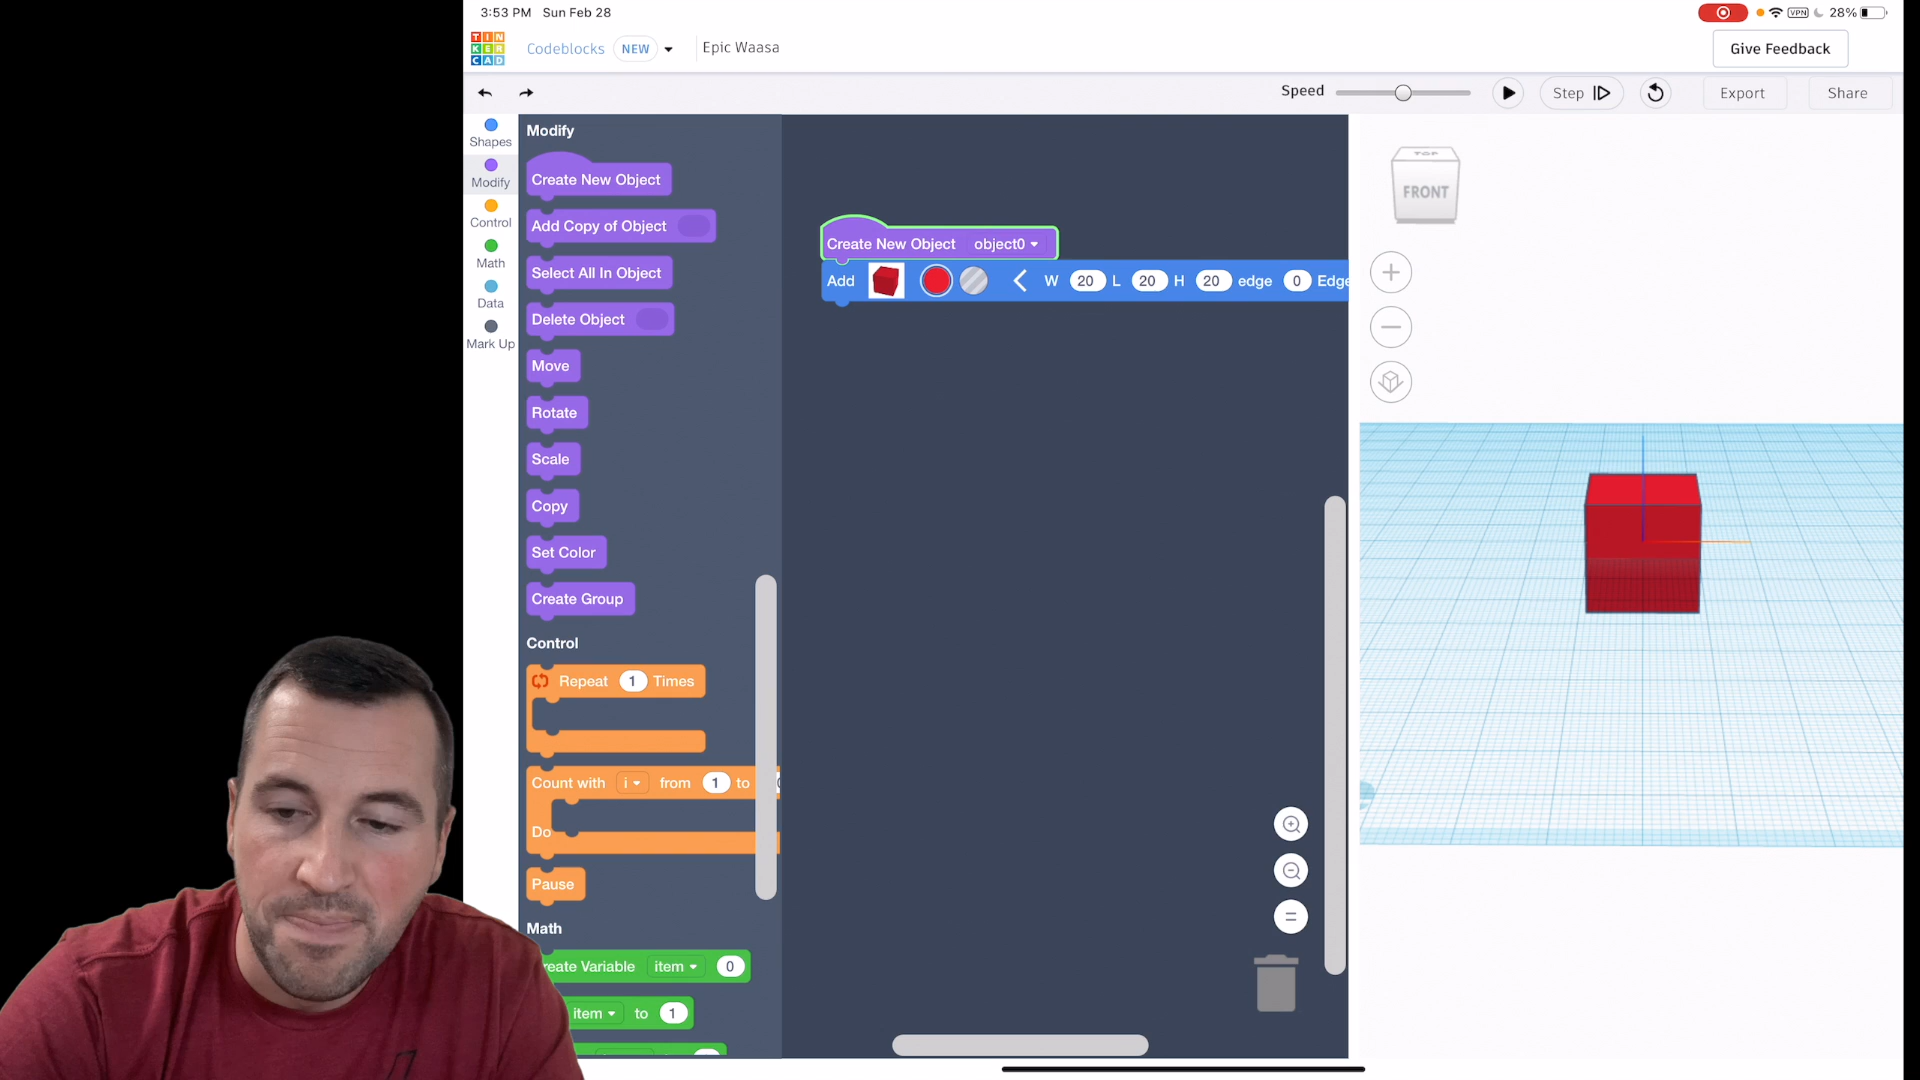 3:53 PM Sun Feb 28
VPN 28%
TIN
KER
CAD
Codeblocks NEW Epic Waasa Give Feedback
Speed Step Export Share
Shapes
Modify
Control
Math
Data
Mark Up
Modify
Create New Object
Add Copy of Object
Select All In Object
Delete Object
Move
Rotate
Scale
Copy
Set Color
Create Group
Control
Repeat 1 Times
Count with i from 1 to
Do
Pause
Math
reate Variable item 0
item to 1
Create New Object object0
Add W 20 L 20 H 20 edge 0 Edge
TOP
FRONT